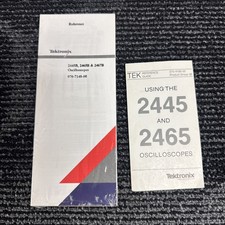 Reference
Tektronix
2445B, 2465B & 2467B
Oscilloscopes
TEK
USING THE
2445
AND
2465
OSCILLOSCOPES
Tektronix